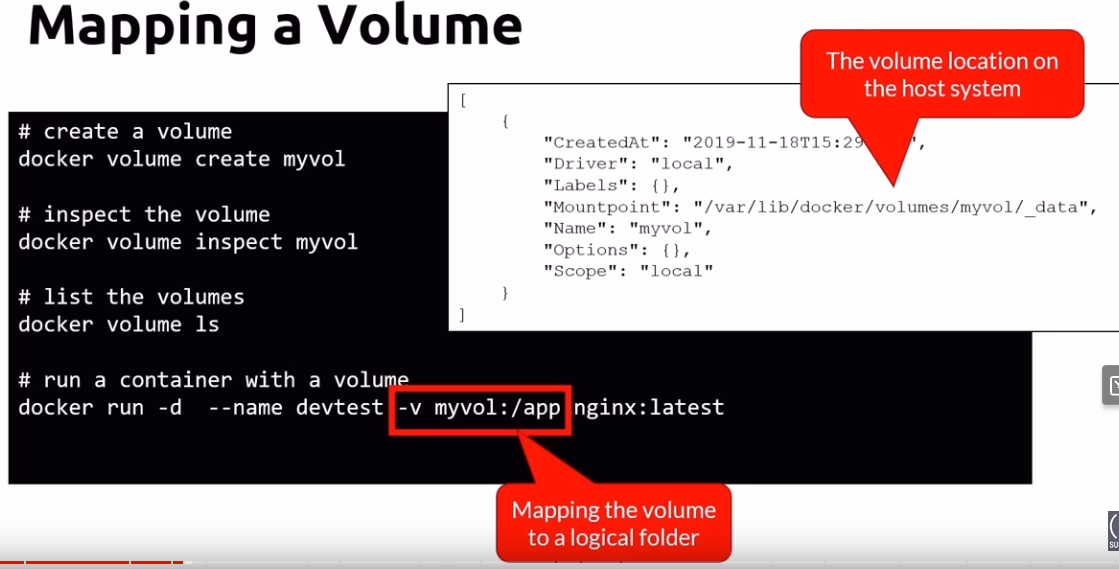 Mapping a Volume
# create a volume
docker volume create myvol
# inspect the volume
docker volume inspect myvol
# list the volumes
docker volume ls
# run a container with a volume
docker run -d --name devtest -v myvol:/app nginx:latest
[
{
"CreatedAt": "2019-11-18T15:29 ",
"Driver": "local",
"Labels": {},
"Mountpoint": "/var/lib/docker/volumes/myvol/_data",
"Name": "myvol",
"Options": {},
"Scope": "local"
}
]
The volume location on
the host system
Mapping the volume
to a logical folder